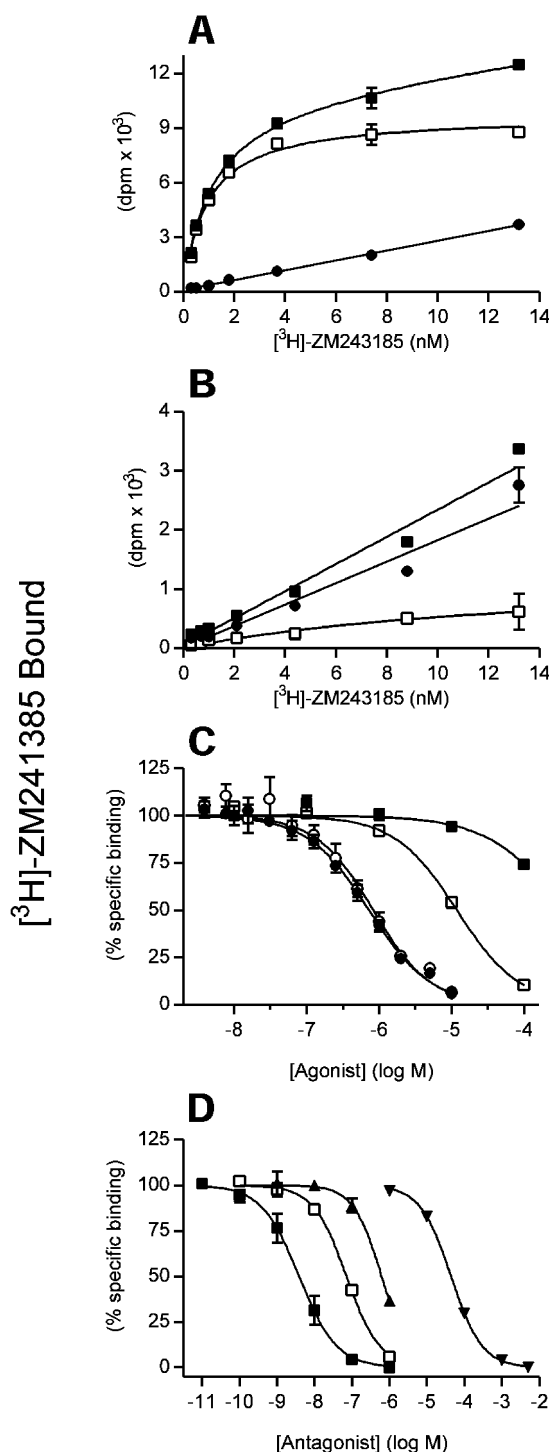 [³H]-ZM241385 Bound
A
(dpm x 10³)
12
9
6
3
0
0 2 4 6 8 10 12 14
[³H]-ZM243185 (nM)
B
(dpm x 10³)
4
3
2
1
0
0 2 4 6 8 10 12 14
[³H]-ZM243185 (nM)
C
(% specific binding)
125
100
75
50
25
0
-8 -7 -6 -5 -4
[Agonist] (log M)
D
(% specific binding)
125
100
75
50
25
0
-11 -10 -9 -8 -7 -6 -5 -4 -3 -2
[Antagonist] (log M)